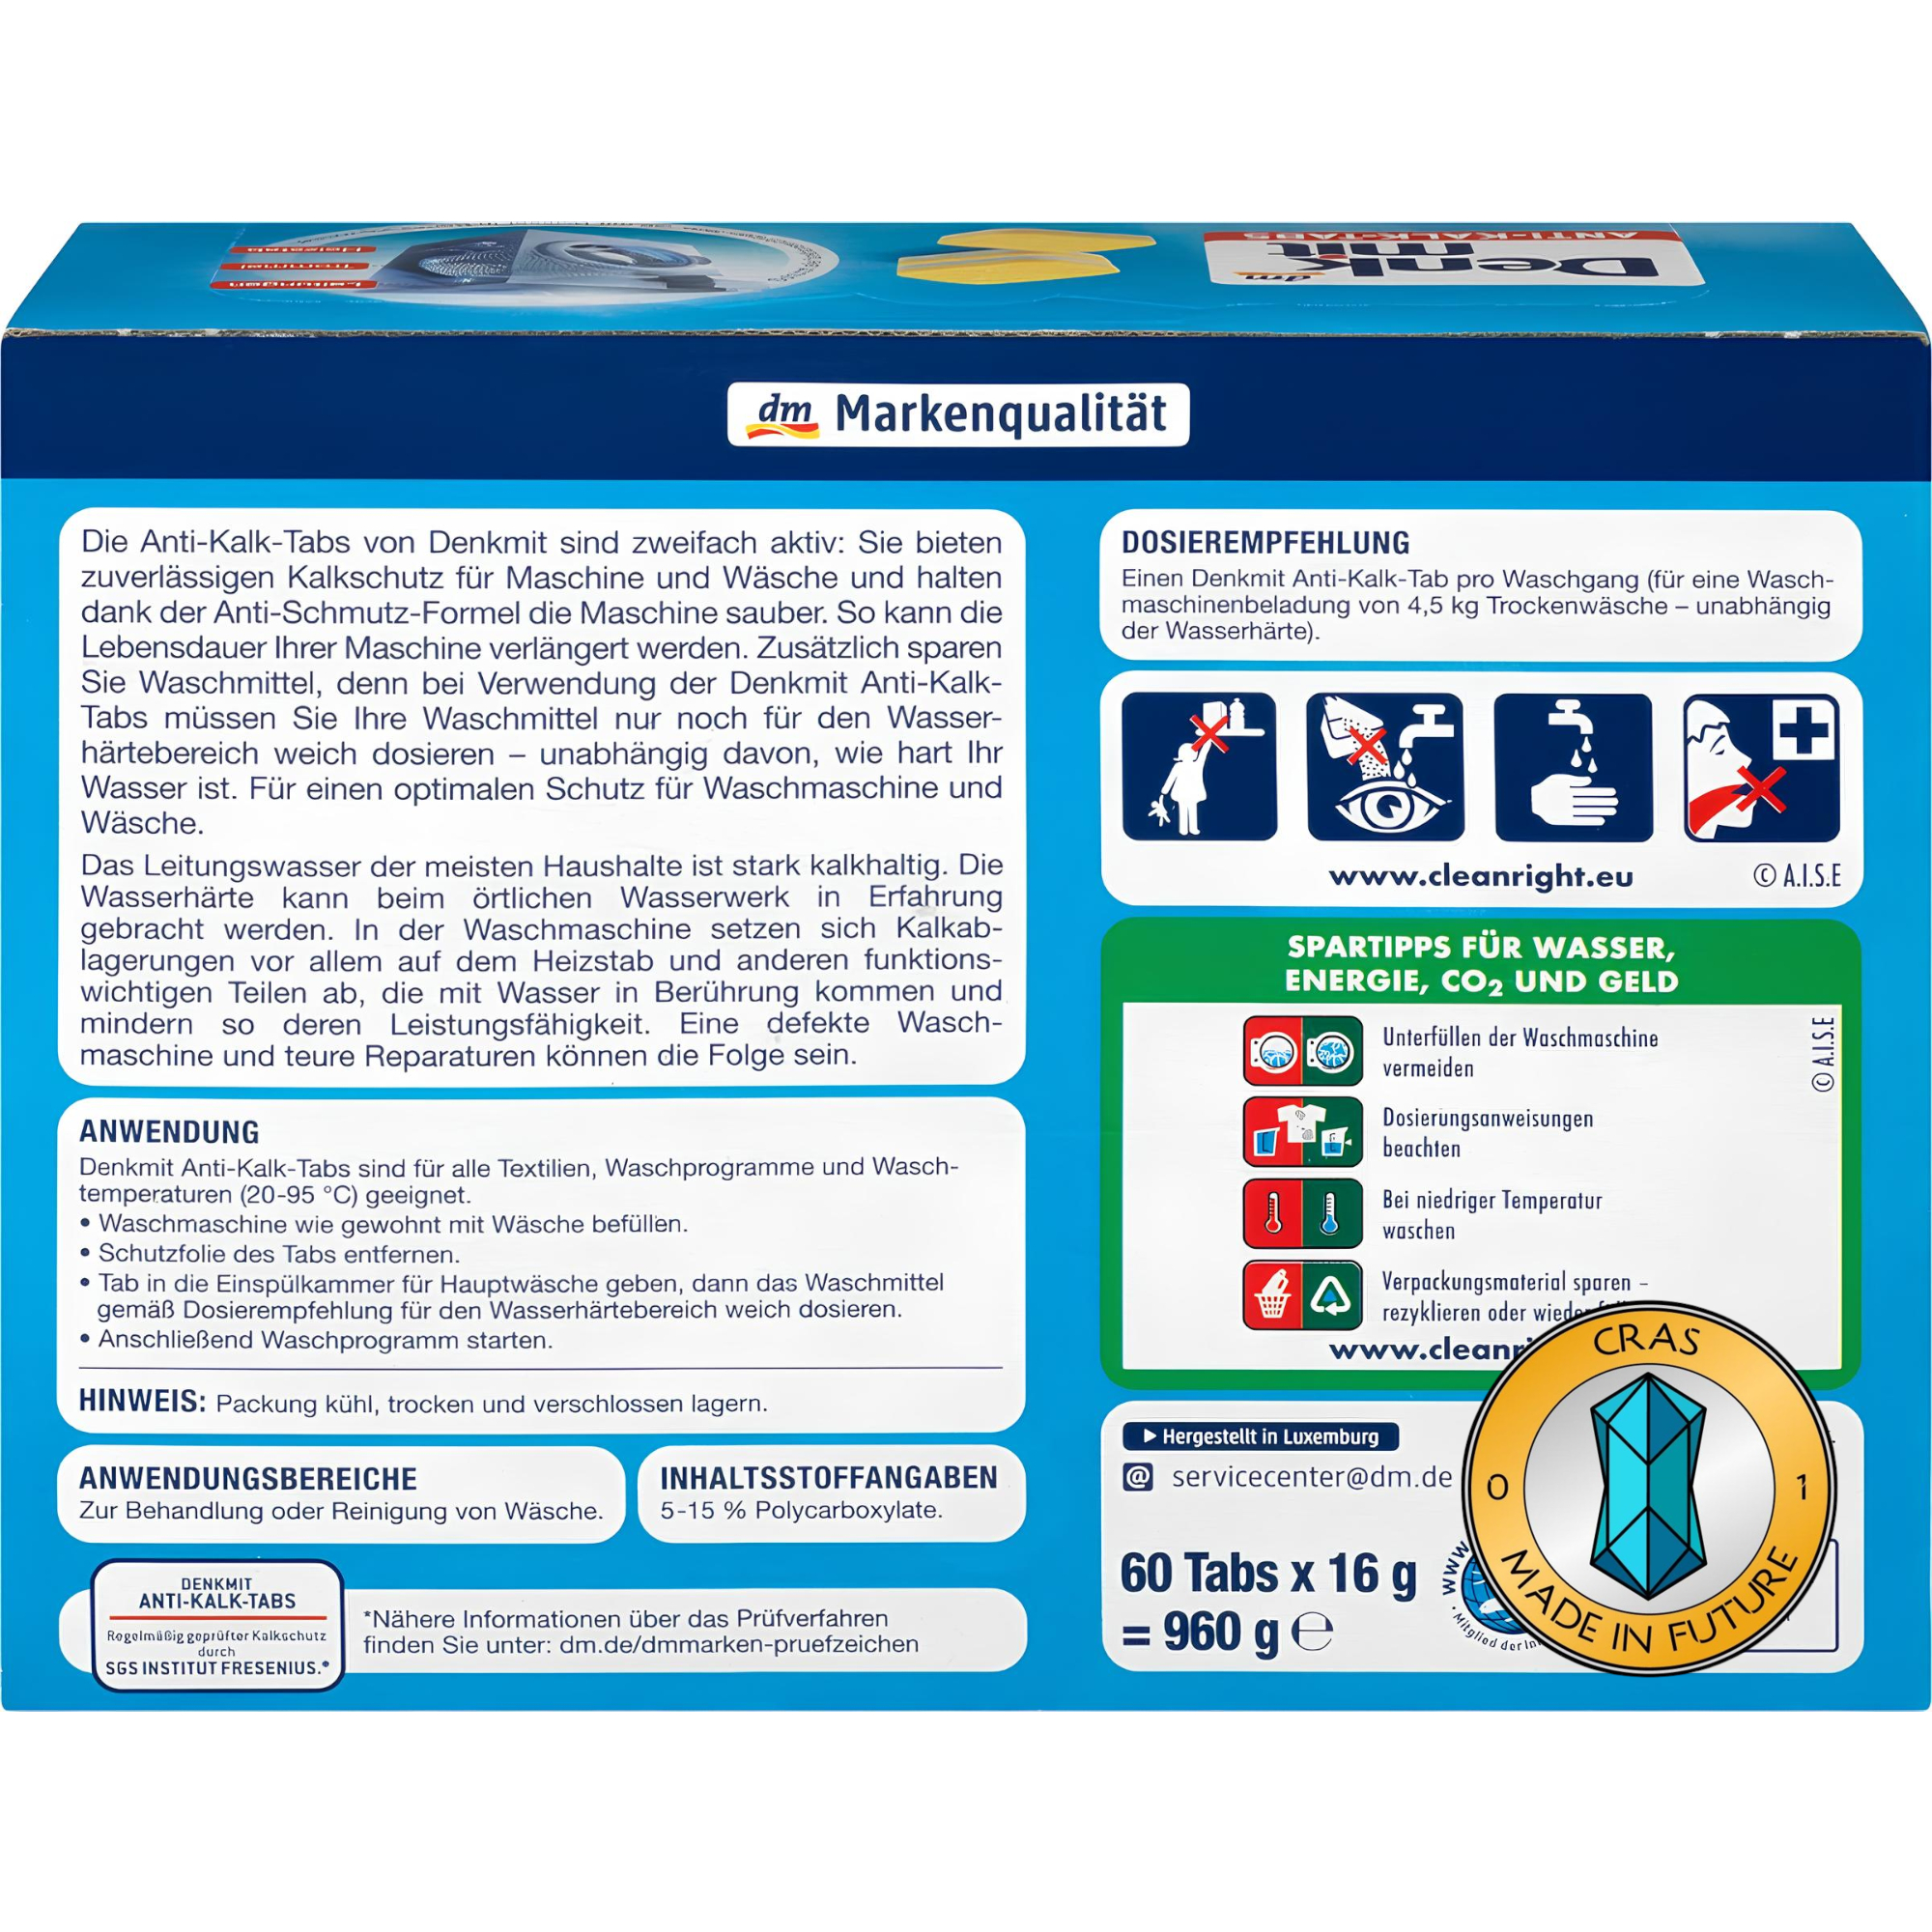 ANTI-KALK-TABS
Denk
mit
dm
dm Markenqualität
Die Anti-Kalk-Tabs von Denkmit sind zweifach aktiv: Sie bieten
zuverlässigen Kalkschutz für Maschine und Wäsche und halten
dank der Anti-Schmutz-Formel die Maschine sauber. So kann die
Lebensdauer Ihrer Maschine verlängert werden. Zusätzlich sparen
Sie Waschmittel, denn bei Verwendung der Denkmit Anti-Kalk-
Tabs müssen Sie Ihre Waschmittel nur noch für den Wasser-
härtebereich weich dosieren – unabhängig davon, wie hart Ihr
Wasser ist. Für einen optimalen Schutz für Waschmaschine und
Wäsche.
Das Leitungswasser der meisten Haushalte ist stark kalkhaltig. Die
Wasserhärte kann beim örtlichen Wasserwerk in Erfahrung
gebracht werden. In der Waschmaschine setzen sich Kalkab-
lagerungen vor allem auf dem Heizstab und anderen funktions-
wichtigen Teilen ab, die mit Wasser in Berührung kommen und
mindern so deren Leistungsfähigkeit. Eine defekte Wasch-
maschine und teure Reparaturen können die Folge sein.
ANWENDUNG
Denkmit Anti-Kalk-Tabs sind für alle Textilien, Waschprogramme und Wasch-
temperaturen (20-95 °C) geeignet.
• Waschmaschine wie gewohnt mit Wäsche befüllen.
• Schutzfolie des Tabs entfernen.
• Tab in die Einspülkammer für Hauptwäsche geben, dann das Waschmittel
gemäß Dosierempfehlung für den Wasserhärtebereich weich dosieren.
• Anschließend Waschprogramm starten.
HINWEIS: Packung kühl, trocken und verschlossen lagern.
ANWENDUNGSBEREICHE
Zur Behandlung oder Reinigung von Wäsche.
INHALTSSTOFFANGABEN
5-15 % Polycarboxylate.
DENKMIT
ANTI-KALK-TABS
Regelmäßig geprüfter Kalkschutz
durch
SGS INSTITUT FRESENIUS.*
*Nähere Informationen über das Prüfverfahren
finden Sie unter: dm.de/dmmarken-pruefzeichen
DOSIEREMPFEHLUNG
Einen Denkmit Anti-Kalk-Tab pro Waschgang (für eine Wasch-
maschinenbeladung von 4,5 kg Trockenwäsche – unabhängig
der Wasserhärte).
www.cleanright.eu
© A.I.S.E
SPARTIPPS FÜR WASSER,
ENERGIE, CO₂ UND GELD
Unterfüllen der Waschmaschine
vermeiden
Dosierungsanweisungen
beachten
Bei niedriger Temperatur
waschen
Verpackungsmaterial sparen –
rezyklieren oder
© A.I.S.E
▶ Hergestellt in Luxemburg
@ servicecenter@dm.de
60 Tabs x 16 g
= 960 g ℮
Mitglied der
CRAS
0 1
MADE IN FUTURE